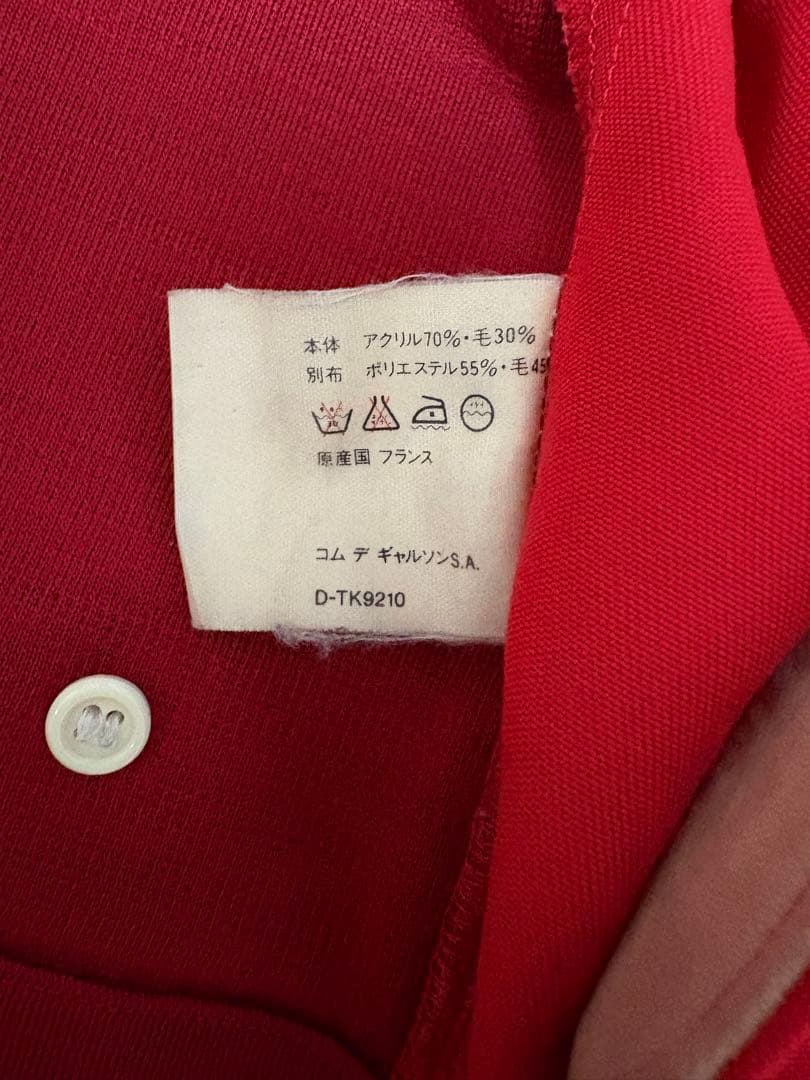 本体 アクリル70%・毛30%
別布 ポリエステル55%・毛45
原産国 フランス
コム デ ギャルソンS.A.
D-TK9210